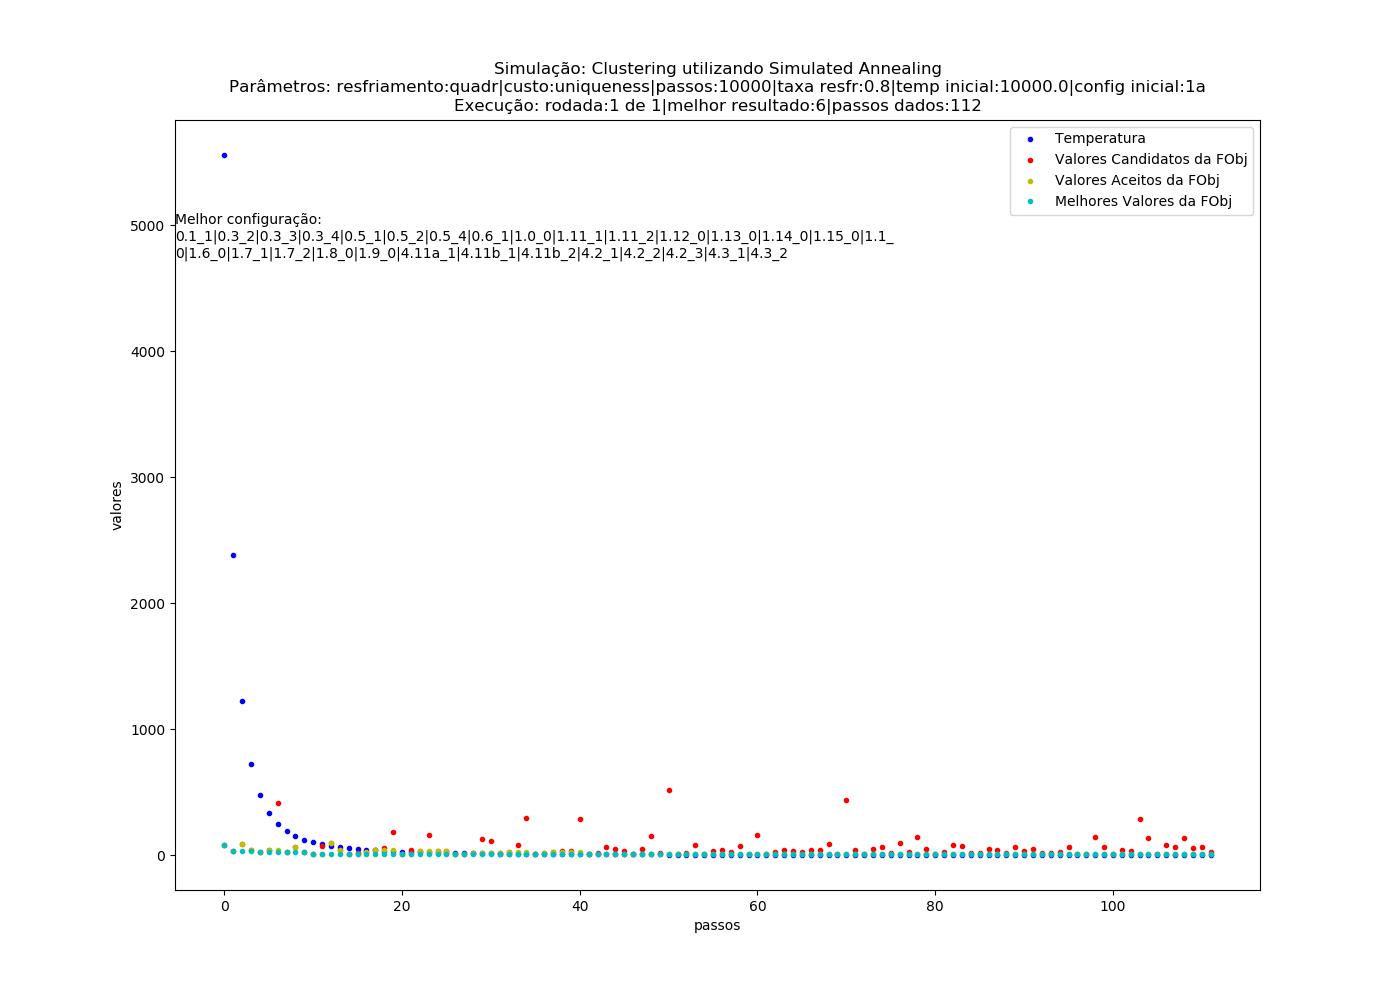 Simulação: Clustering utilizando Simulated Annealing
Parâmetros: resfriamento:quadr|custo:uniqueness|passos:10000|taxa resfr:0.8|temp inicial:10000.0|config inicial:1a
Execução: rodada:1 de 1|melhor resultado:6|passos dados:112
Temperatura
Valores Candidatos da FObj
Valores Aceitos da FObj
Melhores Valores da FObj
Melhor configuração:
0.1_1|0.3_2|0.3_3|0.3_4|0.5_1|0.5_2|0.5_4|0.6_1|1.0_0|1.11_1|1.11_2|1.12_0|1.13_0|1.14_0|1.15_0|1.1_
0|1.6_0|1.7_1|1.7_2|1.8_0|1.9_0|4.11a_1|4.11b_1|4.11b_2|4.2_1|4.2_2|4.2_3|4.3_1|4.3_2
5000
4000
3000
2000
1000
0
valores
0 20 40 60 80 100
passos